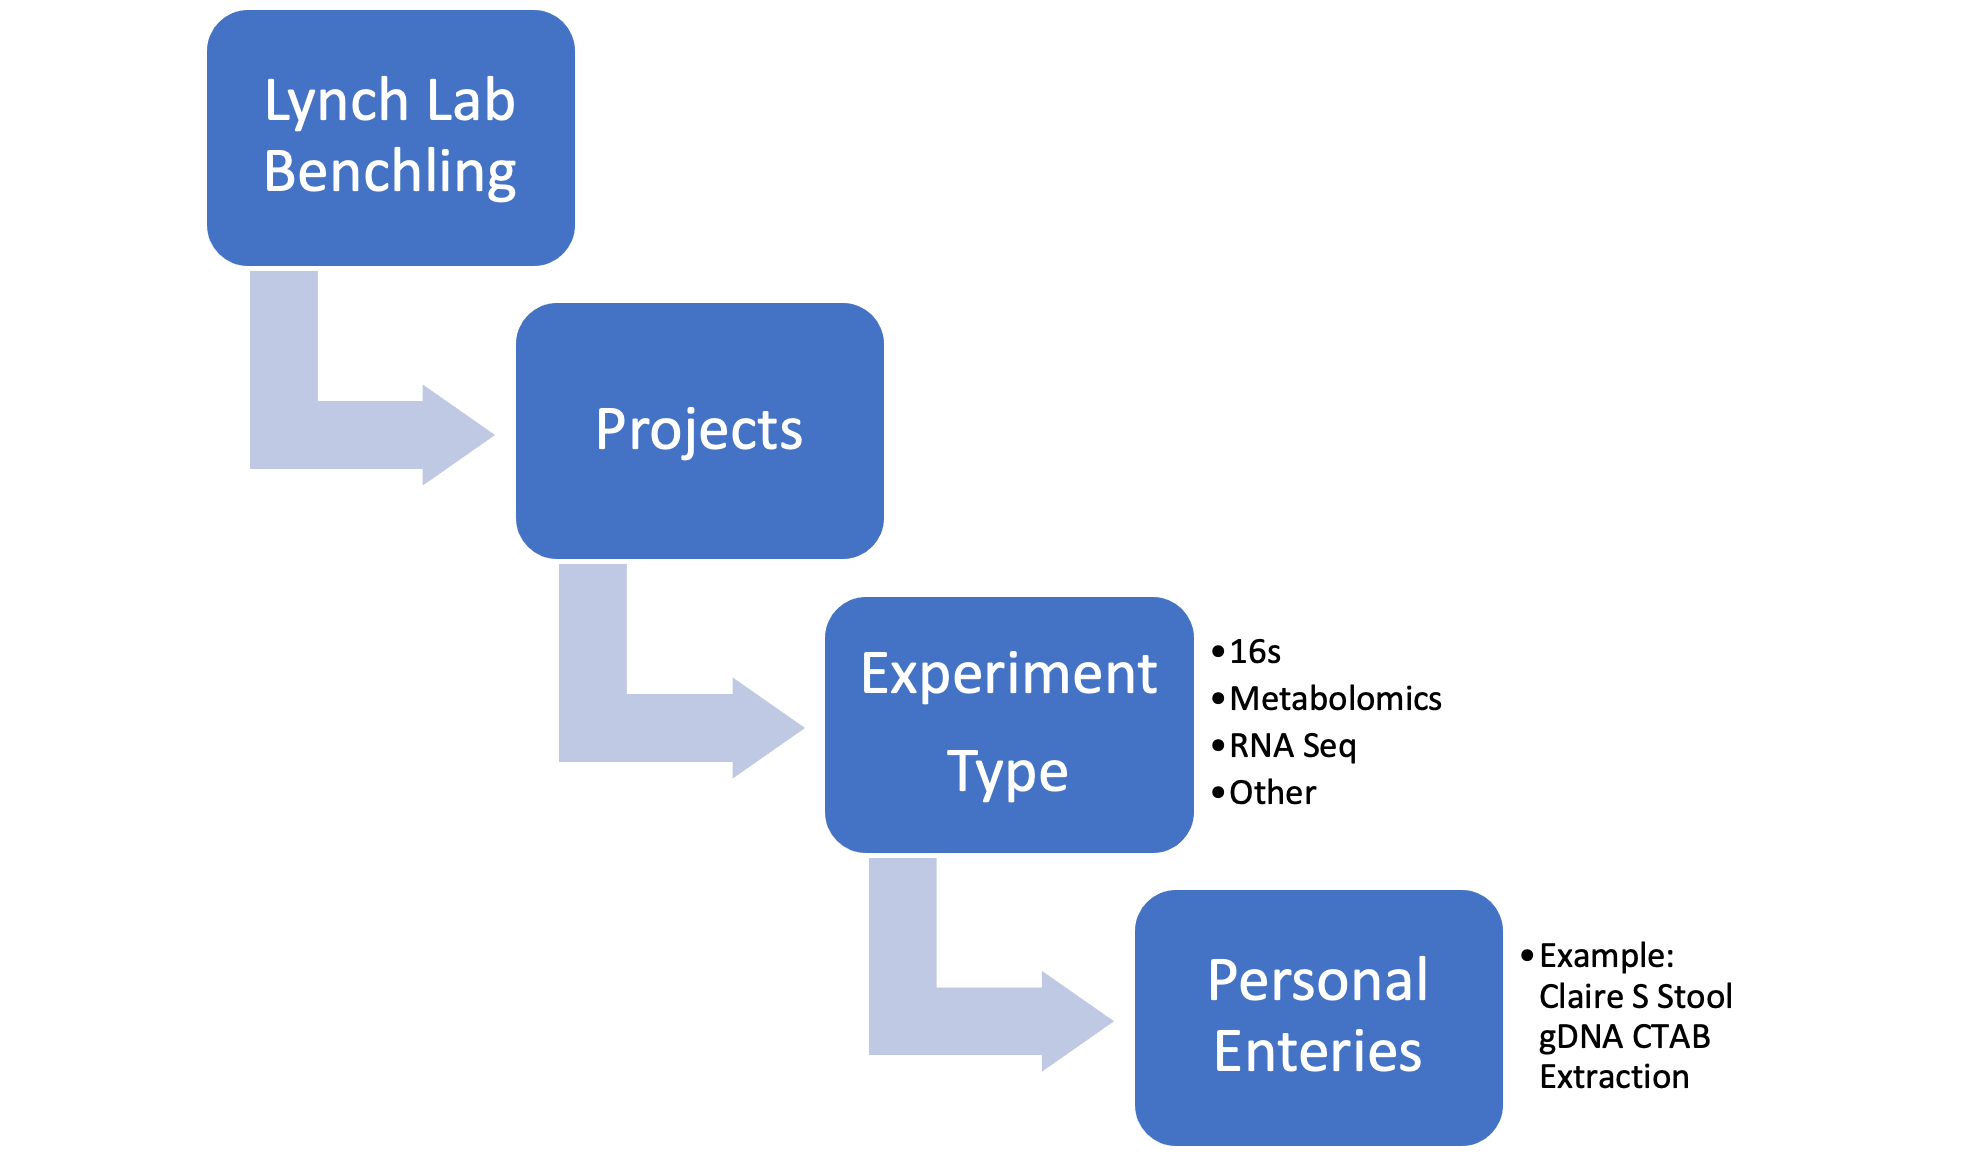 Lynch Lab
Benchling
Projects
Experiment
Type
•16s
•Metabolomics
•RNA Seq
•Other
Personal
Enteries
•Example:
Claire S Stool
gDNA CTAB
Extraction